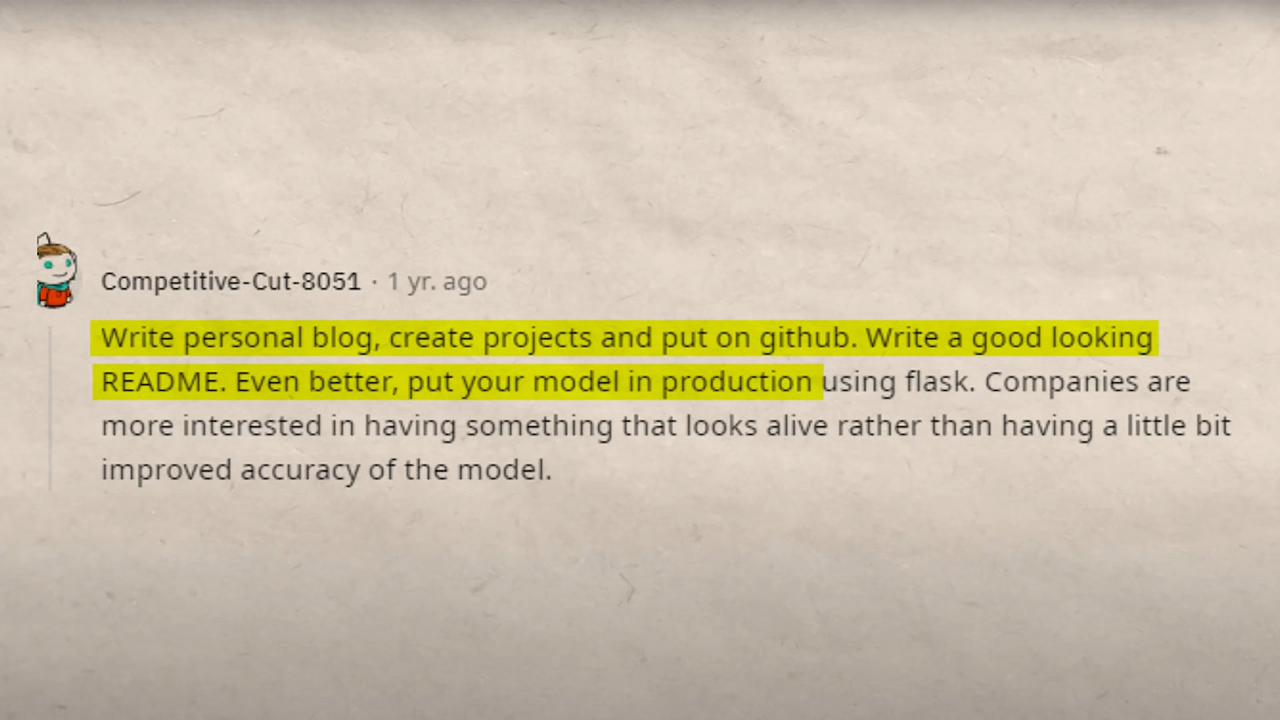 Competitive-Cut-8051 · 1 yr. ago
Write personal blog, create projects and put on github. Write a good looking
README. Even better, put your model in production using flask. Companies are
more interested in having something that looks alive rather than having a little bit
improved accuracy of the model.